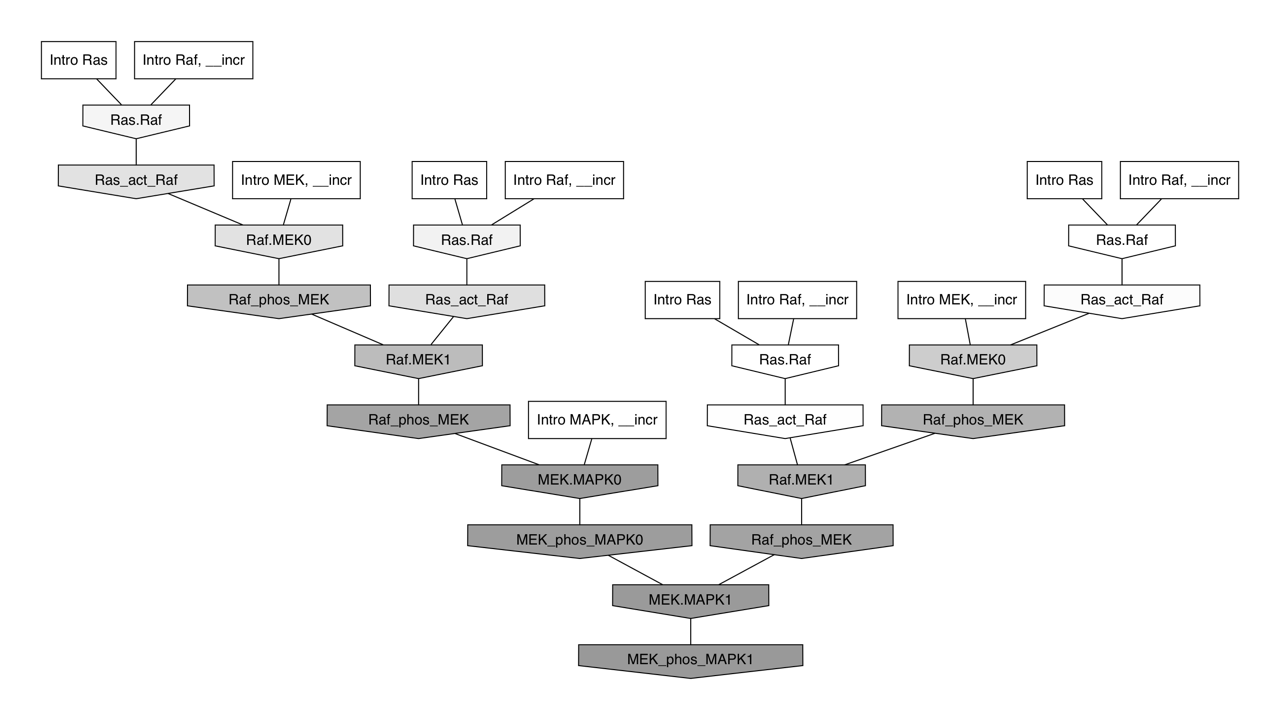 Intro Ras
Intro Raf, __incr
Ras.Raf
Ras_act_Raf
Intro MEK, __incr
Intro Ras
Intro Raf, __incr
Intro Ras
Intro Raf, __incr
Raf.MEK0
Ras.Raf
Ras.Raf
Raf_phos_MEK
Ras_act_Raf
Intro Ras
Intro Raf, __incr
Intro MEK, __incr
Ras_act_Raf
Raf.MEK1
Ras.Raf
Raf.MEK0
Raf_phos_MEK
Intro MAPK, __incr
Ras_act_Raf
Raf_phos_MEK
MEK.MAPK0
Raf.MEK1
MEK_phos_MAPK0
Raf_phos_MEK
MEK.MAPK1
MEK_phos_MAPK1